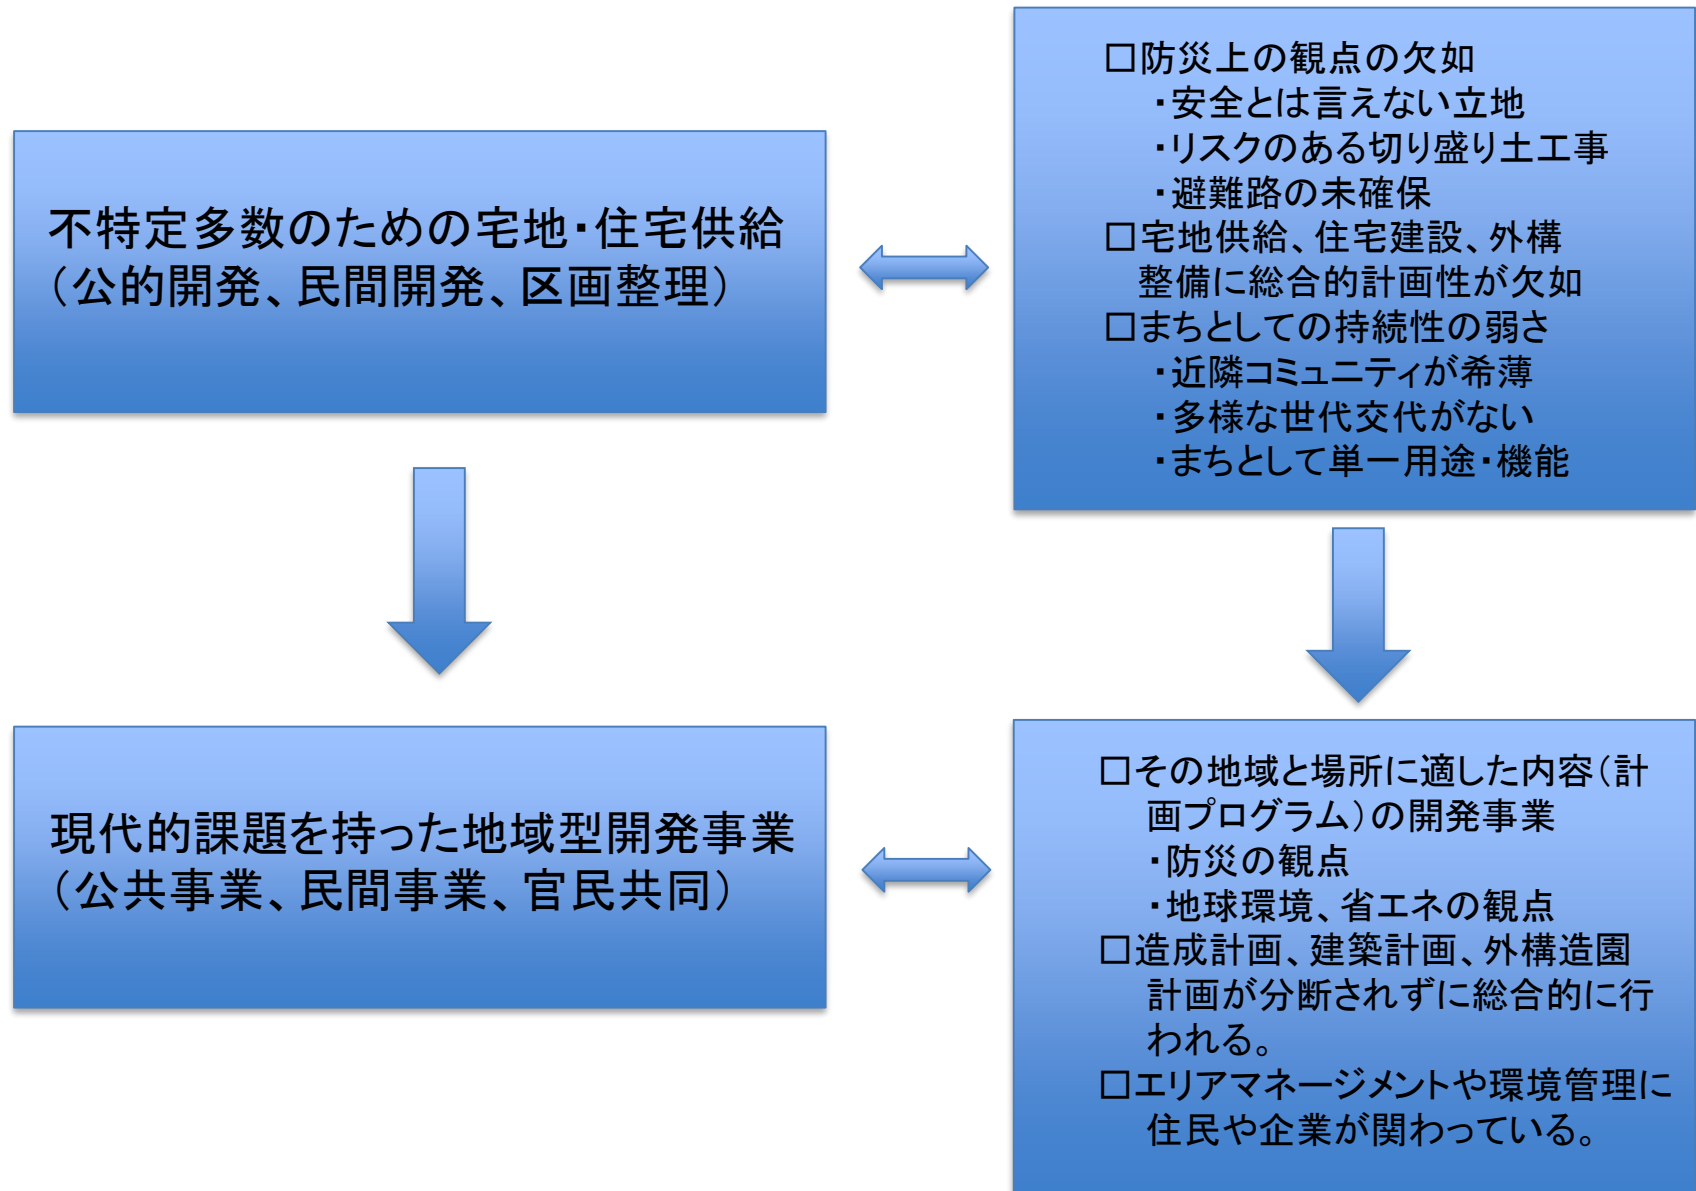 不特定多数のための宅地・住宅供給
（公的開発、民間開発、区画整理）
□防災上の観点の欠如
・安全とは言えない立地
・リスクのある切り盛り土工事
・避難路の未確保
□宅地供給、住宅建設、外構
整備に総合的計画性が欠如
□まちとしての持続性の弱さ
・近隣コミュニティが希薄
・多様な世代交代がない
・まちとして単一用途・機能
現代的課題を持った地域型開発事業
（公共事業、民間事業、官民共同）
□その地域と場所に適した内容（計
画プログラム）の開発事業
・防災の観点
・地球環境、省エネの観点
□造成計画、建築計画、外構造園
計画が分断されずに総合的に行
われる。
□エリアマネージメントや環境管理に
住民や企業が関わっている。